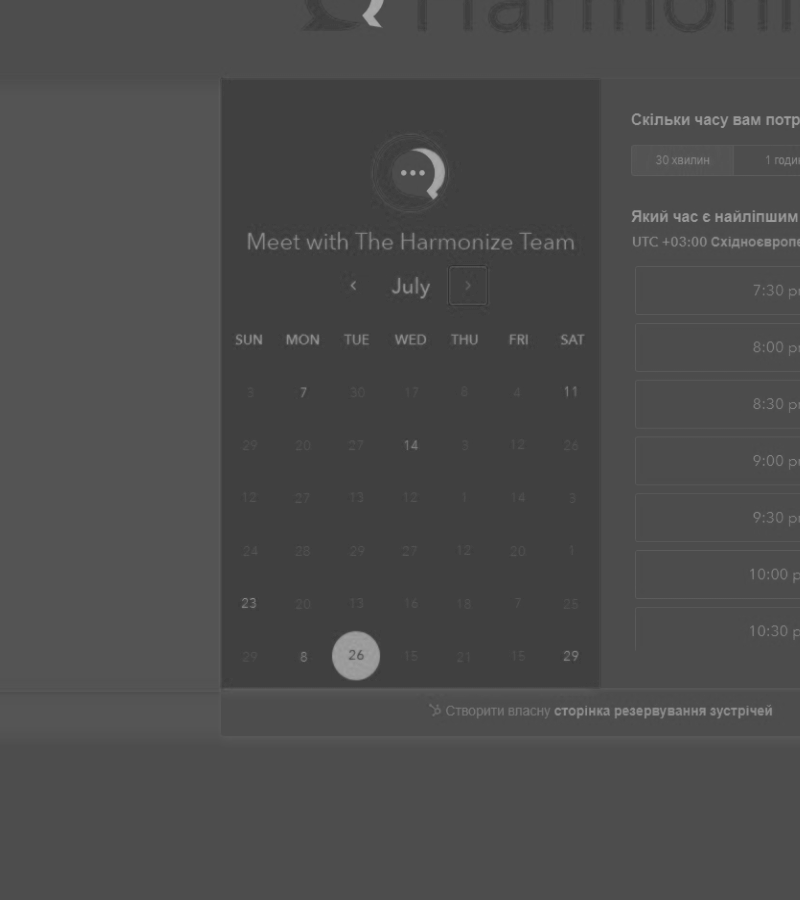 Harmoni
Meet with The Harmonize Team
July
SUN MON TUE WED THU FRI SAT
3 7 30 17 8 4 11
29 20 27 14 3 12 26
12 27 13 12 1 14 3
24 28 29 27 12 20 1
23 20 13 16 18 7 25
29 8 26 15 21 15 29
Скільки часу вам потр
30 хвилин 1 годи
Який час є найліпшим
UTC +03:00 Східноєвропе
7:30 p
8:00 p
8:30 p
9:00 p
9:30 p
10:00 p
10:30 p
Створити власну сторінка резервування зустрічей